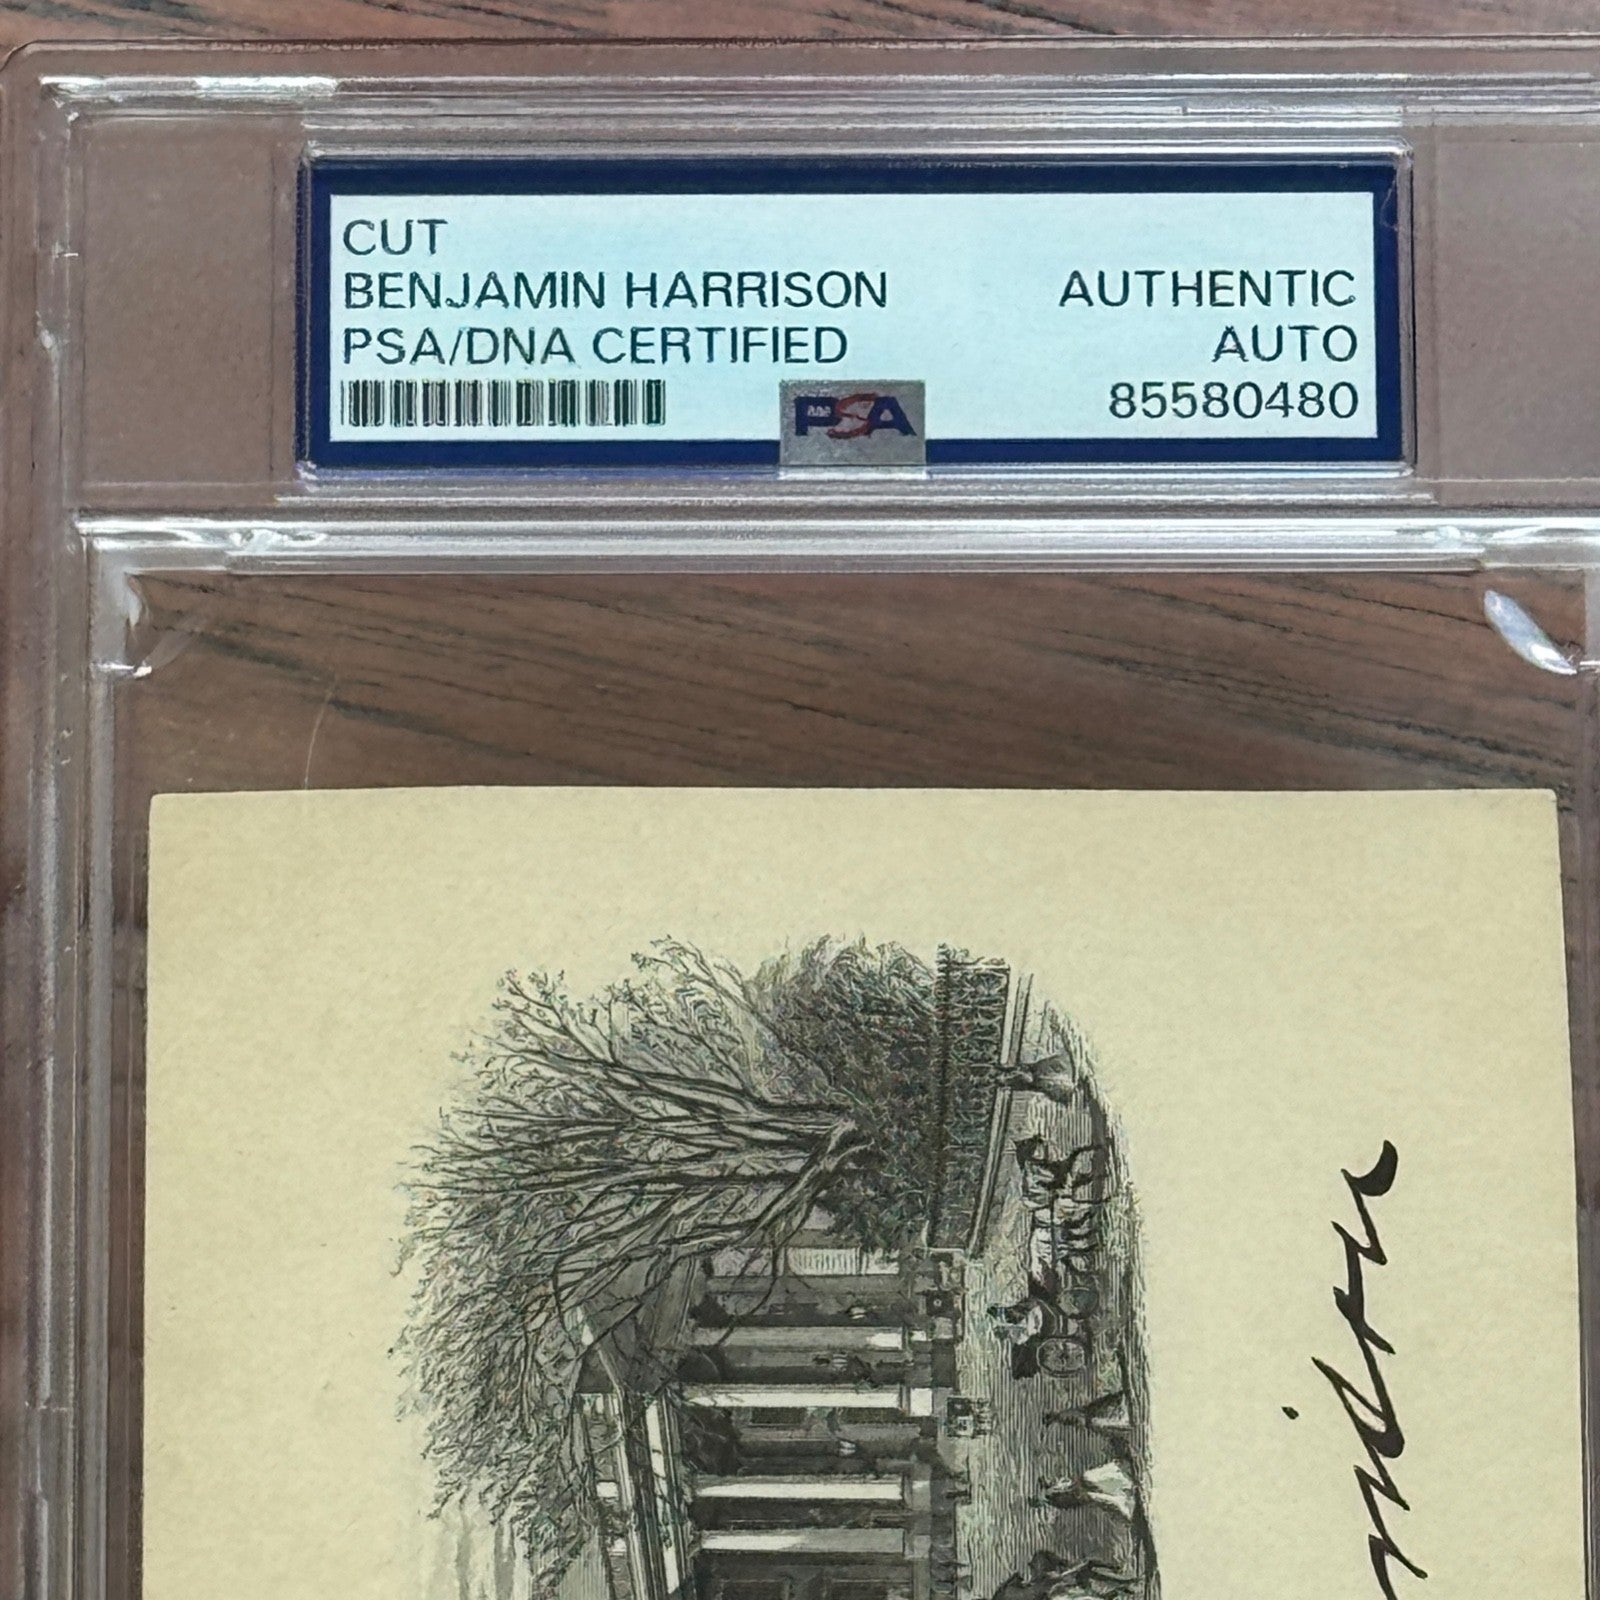 CUT
BENJAMIN HARRISON
PSA/DNA CERTIFIED
AUTHENTIC
AUTO
85580480
PSA